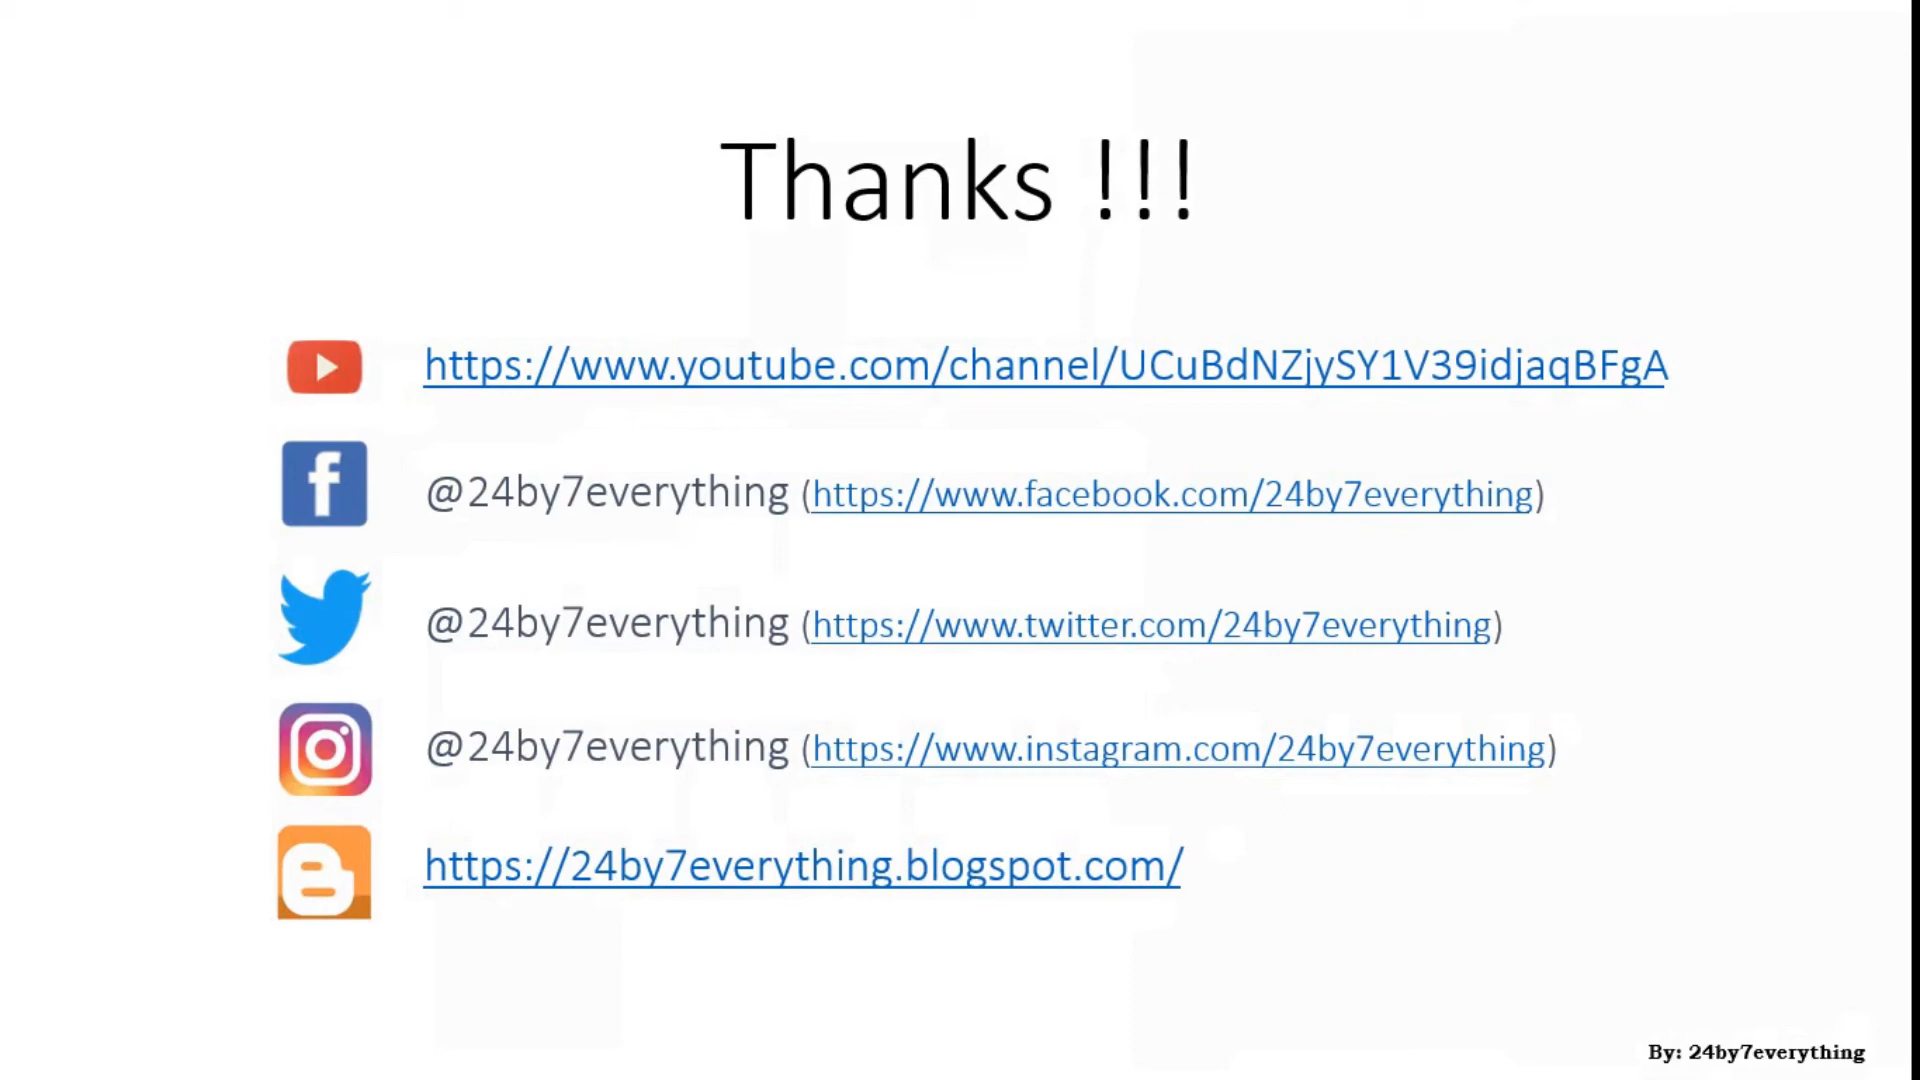 Thanks !!!
https://www.youtube.com/channel/UCuBdNZjySY1V39idjaqBFgA
@24by7everything (https://www.facebook.com/24by7everything)
@24by7everything (https://www.twitter.com/24by7everything)
@24by7everything (https://www.instagram.com/24by7everything)
https://24by7everything.blogspot.com/
By: 24by7everything